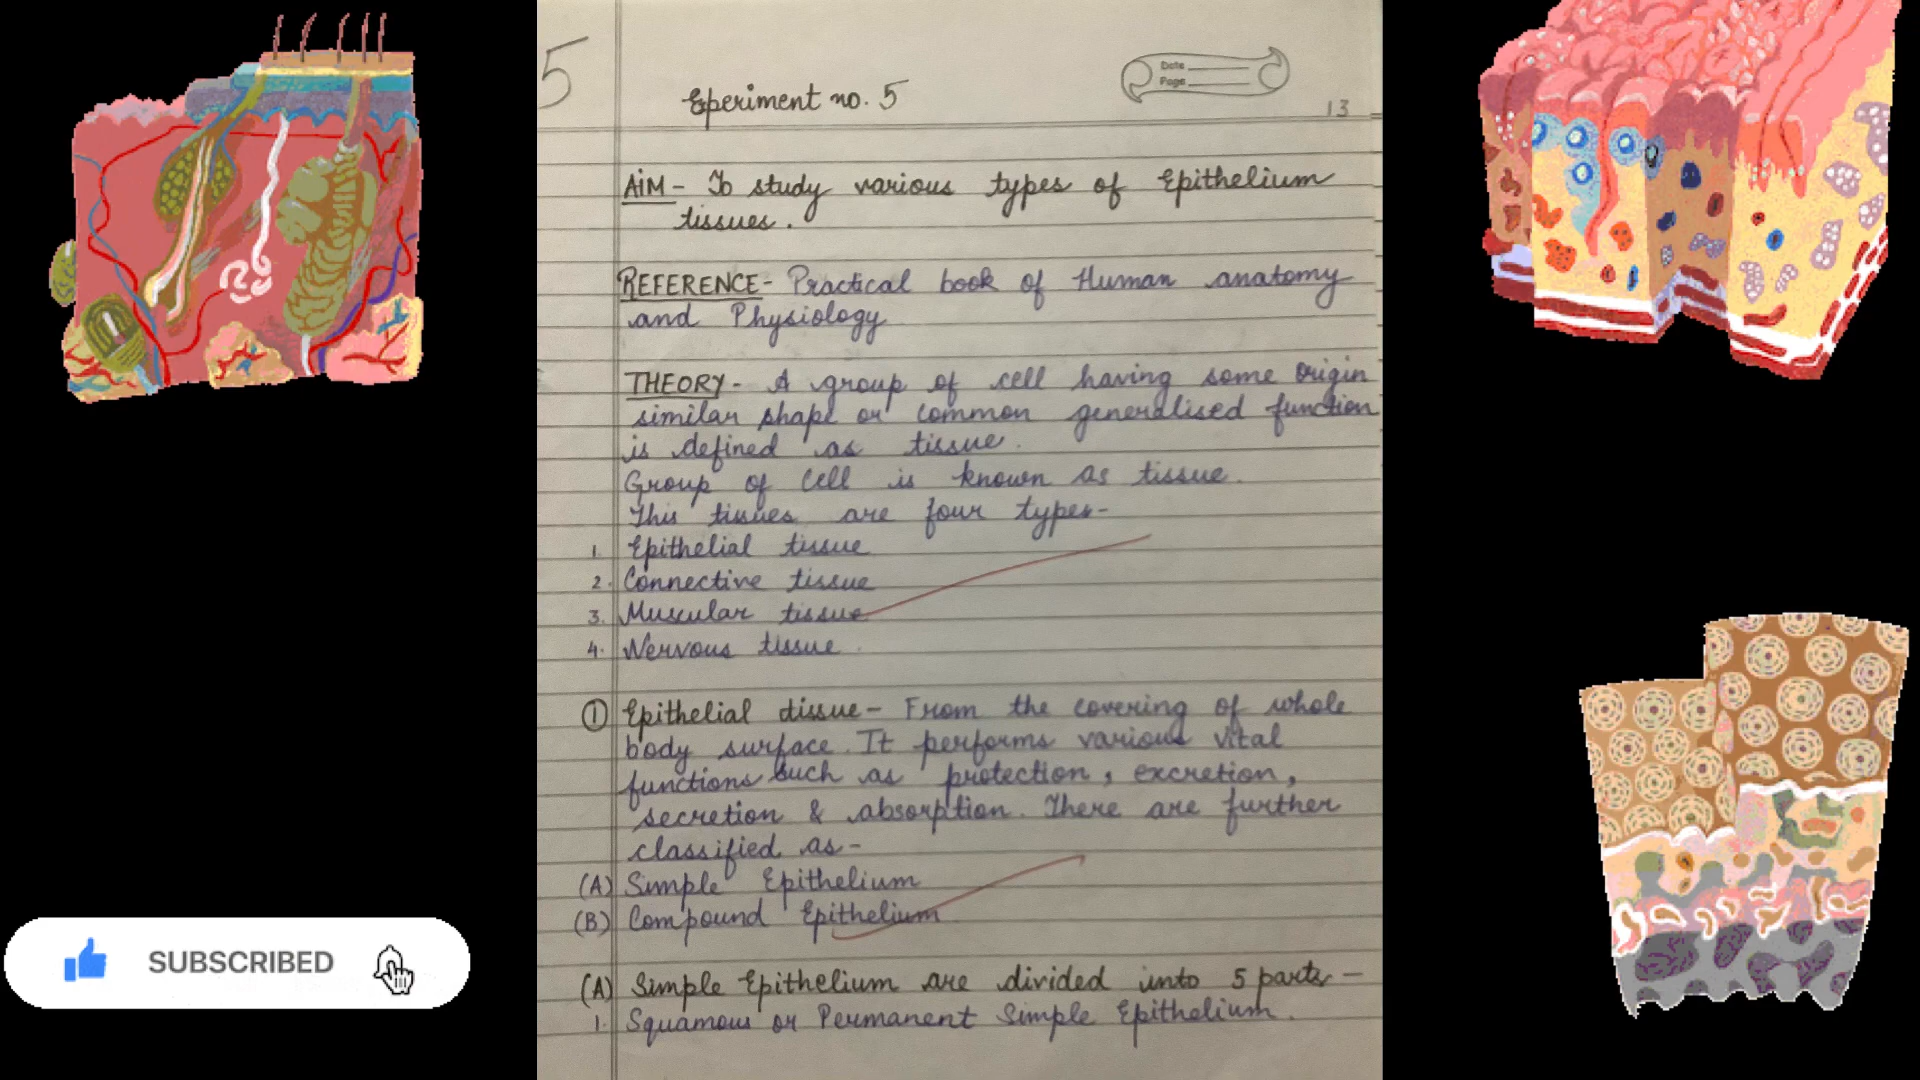 5
Experiment no. 5
Date
Page
13
AIM - To study various types of Epithelium
tissues.
REFERENCE - Practical book of Human anatomy
and Physiology
THEORY - A group of cell having some origin
similar shape or common generalised function
is defined as tissue.
Group of cell is known as tissue.
This tissues are four types -
1. Epithelial tissue
2. Connective tissue
3. Muscular tissue
4. Nervous tissue.
① Epithelial tissue - From the covering of whole
body surface. It performs various vital
functions such as protection, excretion,
secretion & absorption. There are further
classified as -
(A) Simple Epithelium
(B) Compound Epithelium
(A) Simple Epithelium are divided into 5 parts -
1. Squamous or Permanent Simple Epithelium.
SUBSCRIBED